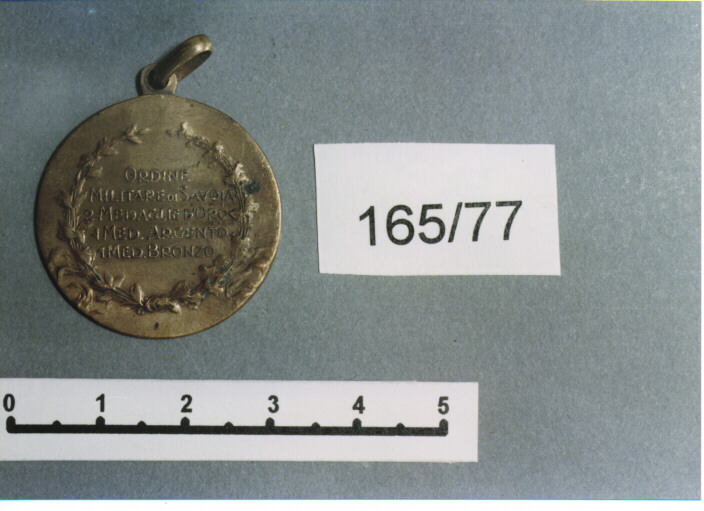 ORDINE
MILITARE DI SAVOIA
2. MEDAGLIE D'ORO
1 MED. ARGENTO
1 MED. BRONZO
165/77
0 1 2 3 4 5